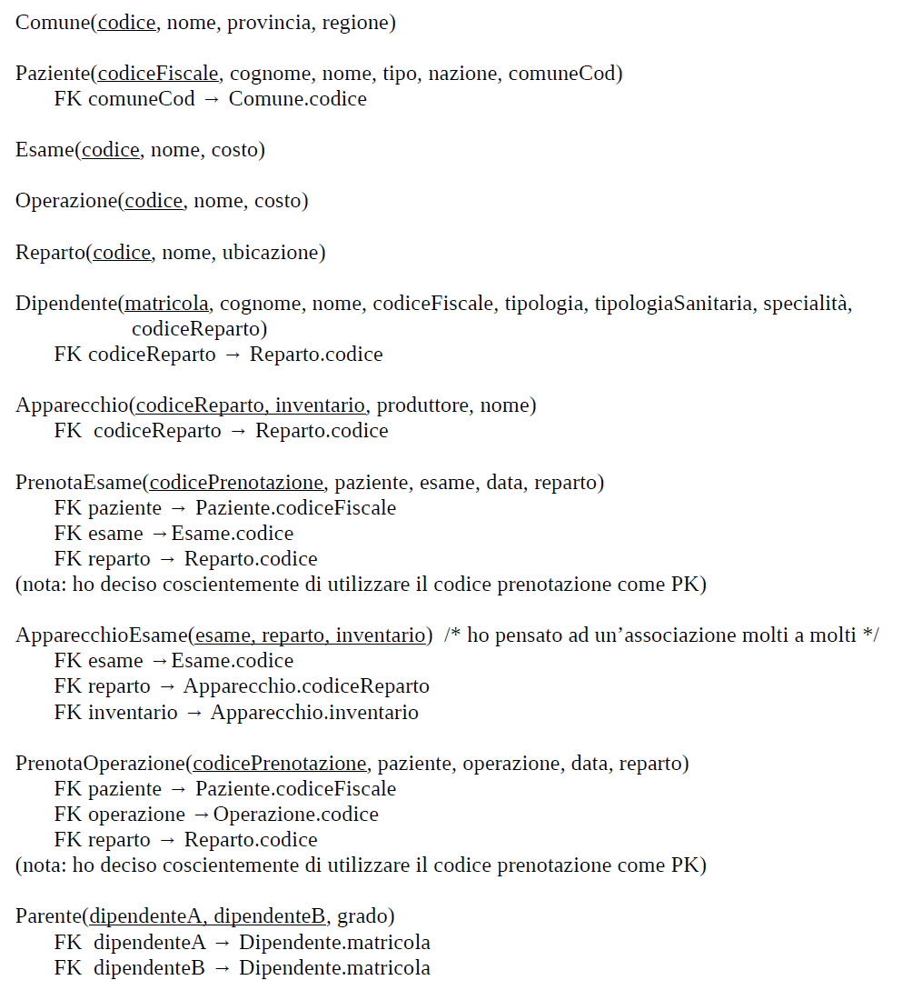 Comune(codice, nome, provincia, regione)
Paziente(codiceFiscale, cognome, nome, tipo, nazione, comuneCod)
FK comuneCod → Comune.codice
Esame(codice, nome, costo)
Operazione(codice, nome, costo)
Reparto(codice, nome, ubicazione)
Dipendente(matricola, cognome, nome, codiceFiscale, tipologia, tipologiaSanitaria, specialità,
codiceReparto)
FK codiceReparto → Reparto.codice
Apparecchio(codiceReparto, inventario, produttore, nome)
FK  codiceReparto → Reparto.codice
PrenotaEsame(codicePrenotazione, paziente, esame, data, reparto)
FK paziente → Paziente.codiceFiscale
FK esame →Esame.codice
FK reparto → Reparto.codice
(nota: ho deciso coscientemente di utilizzare il codice prenotazione come PK)
ApparecchioEsame(esame, reparto, inventario)  /* ho pensato ad un’associazione molti a molti */
FK esame →Esame.codice
FK reparto → Apparecchio.codiceReparto
FK inventario → Apparecchio.inventario
PrenotaOperazione(codicePrenotazione, paziente, operazione, data, reparto)
FK paziente → Paziente.codiceFiscale
FK operazione →Operazione.codice
FK reparto → Reparto.codice
(nota: ho deciso coscientemente di utilizzare il codice prenotazione come PK)
Parente(dipendenteA, dipendenteB, grado)
FK  dipendenteA → Dipendente.matricola
FK  dipendenteB → Dipendente.matricola